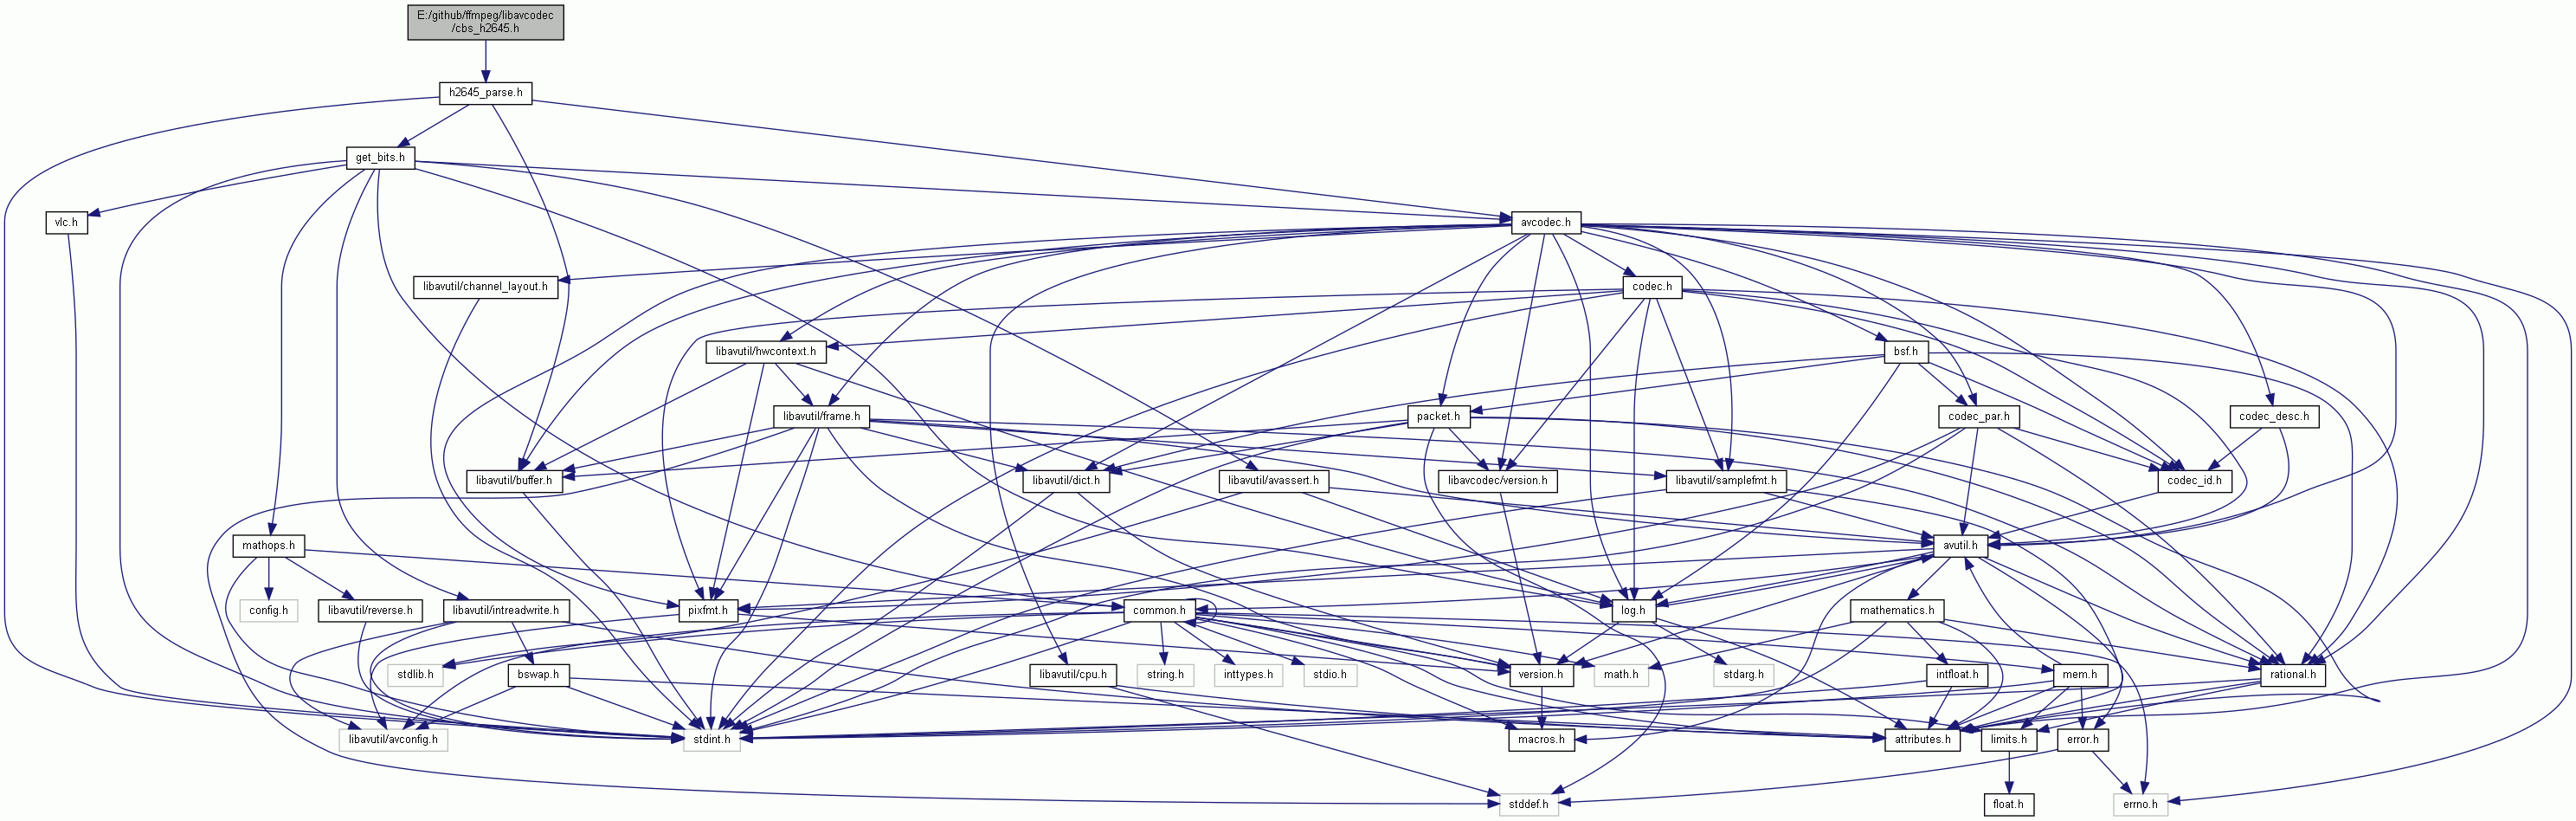 E:/github/ffmpeg/libavcodec
/cbs_h2645.h
h2645_parse.h
get_bits.h
vlc.h
avcodec.h
libavutil/channel_layout.h
codec.h
libavutil/hwcontext.h
bsf.h
libavutil/frame.h
packet.h
codec_par.h
codec_desc.h
libavutil/buffer.h
libavutil/dict.h
libavutil/avassert.h
libavcodec/version.h
libavutil/samplefmt.h
codec_id.h
mathops.h
avutil.h
config.h
libavutil/reverse.h
libavutil/intreadwrite.h
pixfmt.h
common.h
log.h
mathematics.h
stdlib.h
bswap.h
libavutil/cpu.h
string.h
inttypes.h
stdio.h
version.h
math.h
stdarg.h
intfloat.h
mem.h
rational.h
libavutil/avconfig.h
stdint.h
macros.h
attributes.h
limits.h
error.h
stddef.h
float.h
errno.h